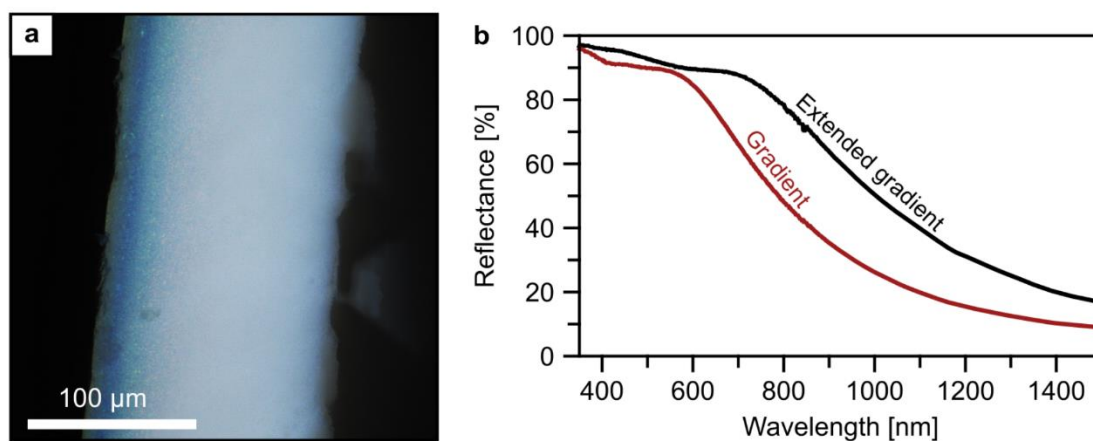 a
100 µm
b
Reflectance [%]
100
80
60
40
20
0
Extended gradient
Gradient
400 600 800 1000 1200 1400
Wavelength [nm]